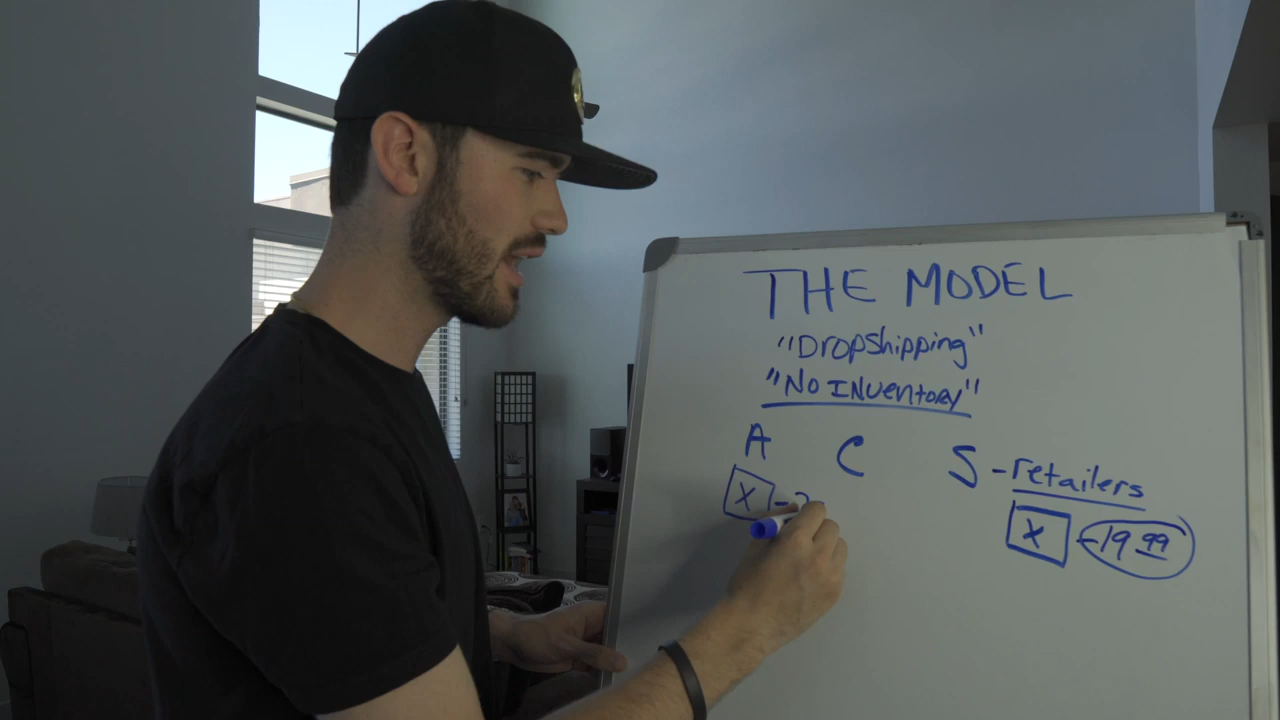 THE MODEL
"Dropshipping"
"No INVENTORY"
A C S - retailers
X -
X - 19 99